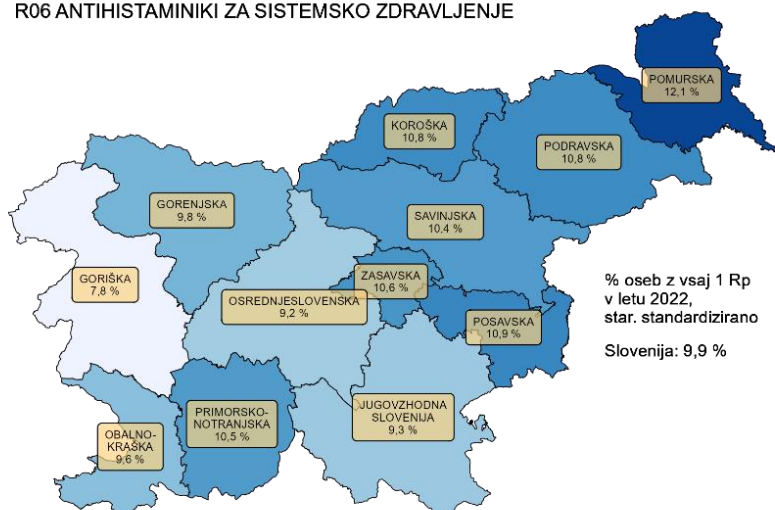 R06 ANTIHISTAMINIKI ZA SISTEMSKO ZDRAVLJENJE
POMURSKA
12,1 %
KOROŠKA
10,8 %
PODRAVSKA
10,8 %
GORENJSKA
9,8 %
SAVINJSKA
10,4 %
GORIŠKA
7,8 %
ZASAVSKA
10,6 %
OSREDNJESLOVENSKA
9,2 %
POSAVSKA
10,9 %
% oseb z vsaj 1 Rp
v letu 2022,
star. standardizirano
Slovenija: 9,9 %
JUGOVZHODNA
SLOVENIJA
9,3 %
PRIMORSKO-
NOTRANJSKA
10,5 %
OBALNO-
KRAŠKA
9,6 %